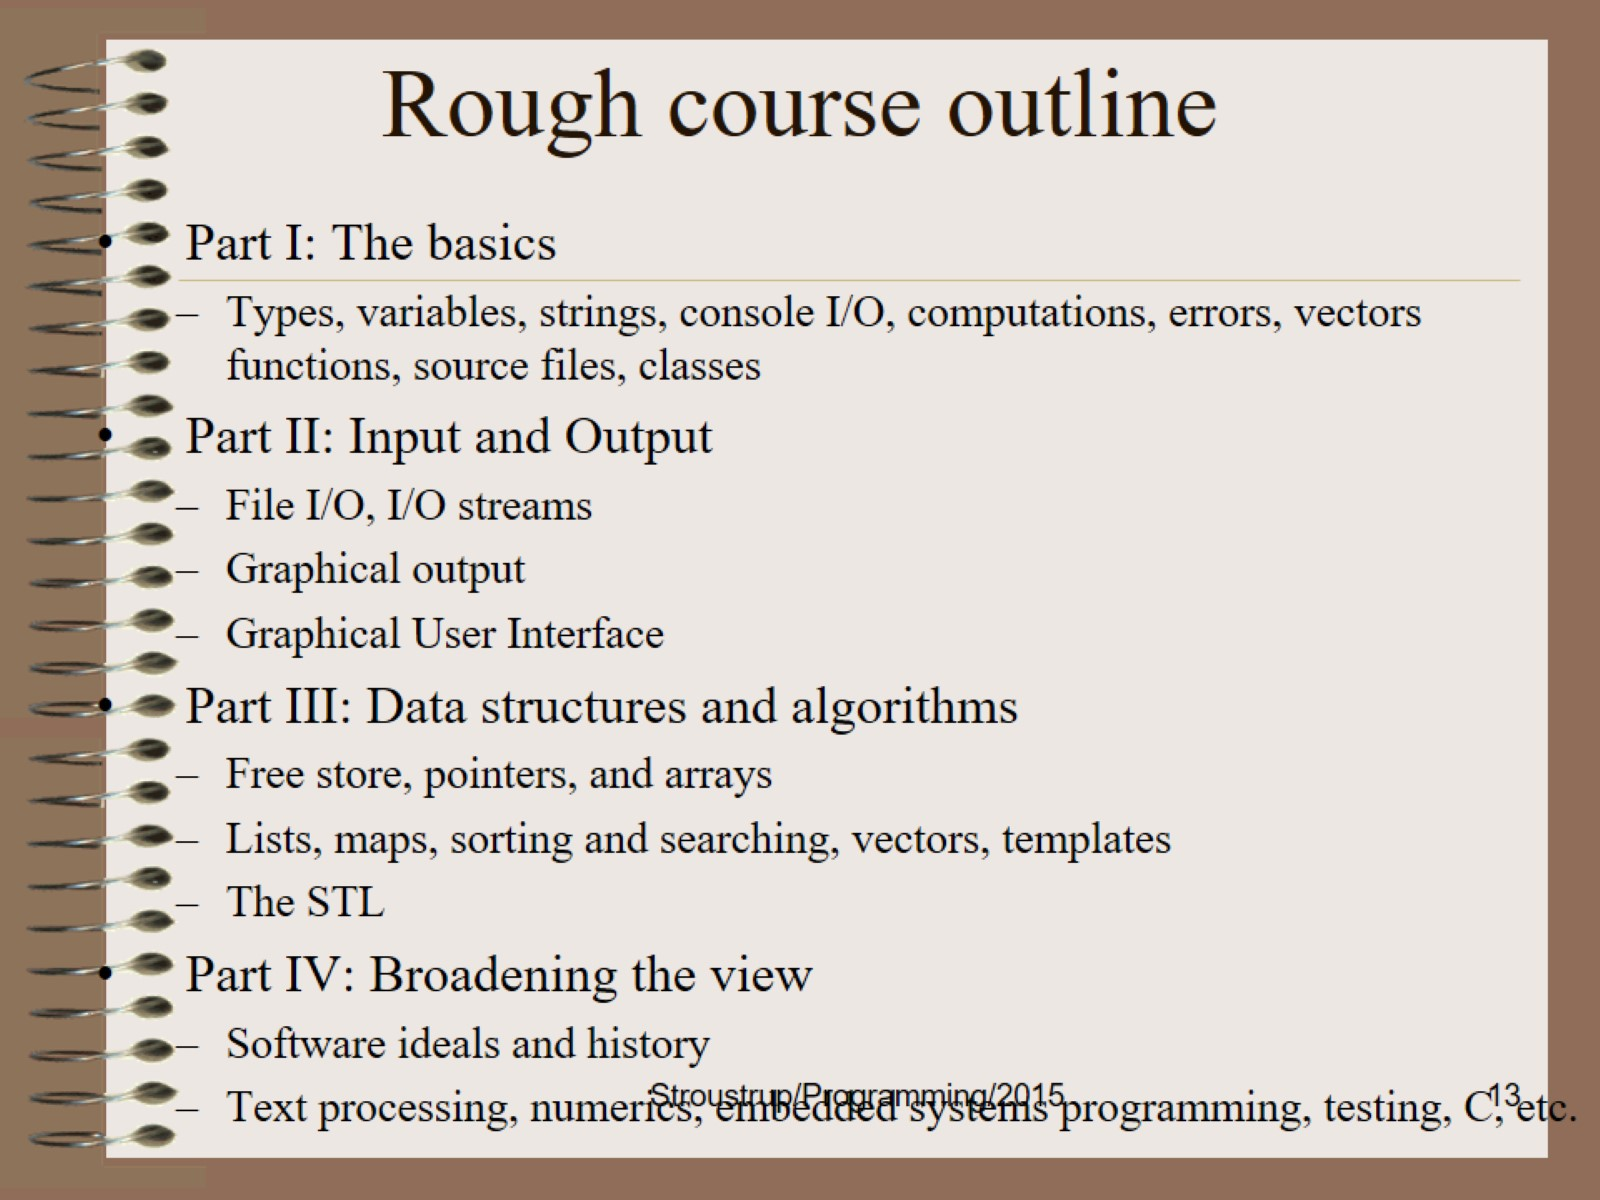 Rough course outline
• Part I: The basics
– Types, variables, strings, console I/O, computations, errors, vectors
functions, source files, classes
• Part II: Input and Output
– File I/O, I/O streams
– Graphical output
– Graphical User Interface
• Part III: Data structures and algorithms
– Free store, pointers, and arrays
– Lists, maps, sorting and searching, vectors, templates
– The STL
• Part IV: Broadening the view
– Software ideals and history
– Text processing, numerics, embedded systems programming, testing, C, etc.
Stroustrup/Programming/2015
13